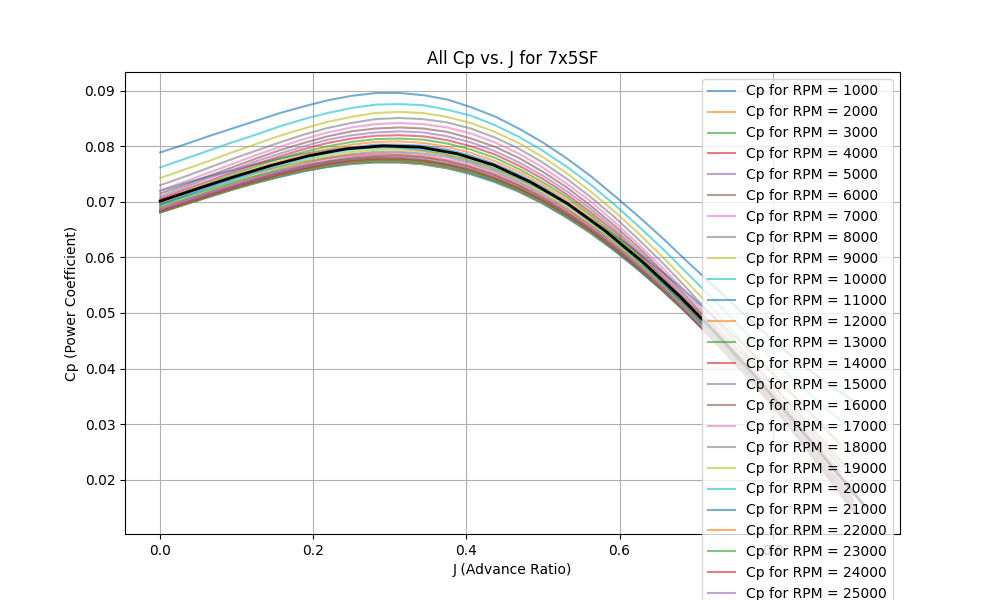 All Cp vs. J for 7x5SF
Cp (Power Coefficient)
0.09
0.08
0.07
0.06
0.05
0.04
0.03
0.02
0.0
0.2
0.4
0.6
0.8
J (Advance Ratio)
Cp for RPM = 1000
Cp for RPM = 2000
Cp for RPM = 3000
Cp for RPM = 4000
Cp for RPM = 5000
Cp for RPM = 6000
Cp for RPM = 7000
Cp for RPM = 8000
Cp for RPM = 9000
Cp for RPM = 10000
Cp for RPM = 11000
Cp for RPM = 12000
Cp for RPM = 13000
Cp for RPM = 14000
Cp for RPM = 15000
Cp for RPM = 16000
Cp for RPM = 17000
Cp for RPM = 18000
Cp for RPM = 19000
Cp for RPM = 20000
Cp for RPM = 21000
Cp for RPM = 22000
Cp for RPM = 23000
Cp for RPM = 24000
Cp for RPM = 25000